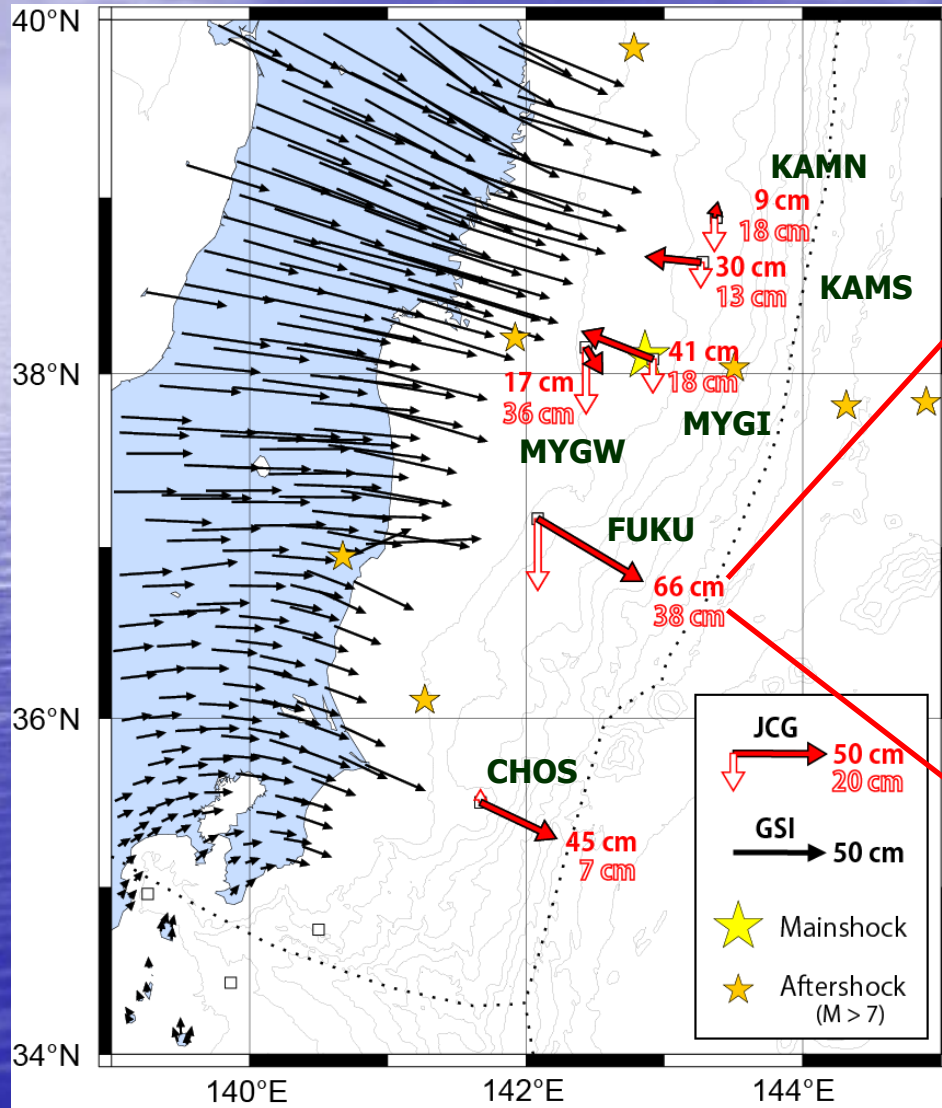 40°N
KAMN
9 cm
18 cm
30 cm
13 cm
KAMS
41 cm
18 cm
38°N
17 cm
36 cm
MYGI
MYGW
FUKU
66 cm
38 cm
36°N
JCG
50 cm
20 cm
CHOS
GSI
50 cm
45 cm
7 cm
Mainshock
Aftershock
(M > 7)
34°N
140°E
142°E
144°E